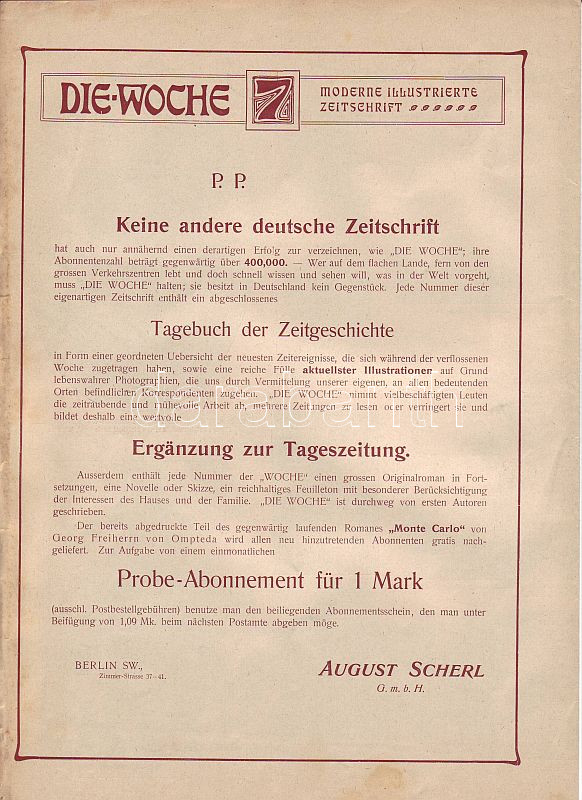 DIE-WOCHE
7
MODERNE ILLUSTRIERTE
ZEITSCHRIFT
P. P.
Keine andere deutsche Zeitschrift
hat auch nur annähernd einen derartigen Erfolg zur verzeichnen, wie „DIE WOCHE“; ihre
Abonnentenzahl beträgt gegenwärtig über 400,000. — Wer auf dem flachen Lande, fern von den
grossen Verkehrszentren lebt und doch schnell wissen und sehen will, was in der Welt vorgeht,
muss „DIE WOCHE“ halten; sie besitzt in Deutschland kein Gegenstück. Jede Nummer dieser
eigenartigen Zeitschrift enthält ein abgeschlossenes
Tagebuch der Zeitgeschichte
in Form einer geordneten Uebersicht der neuesten Zeitereignisse, die sich während der verflossenen
Woche zugetragen haben, sowie eine reiche Fülle aktuellster Illustrationen auf Grund
lebenswahrer Photographien, die uns durch Vermittelung unserer eigenen, an allen bedeutenden
Orten befindlichen Korrespondenten zugehen. „DIE WOCHE“ nimmt vielbeschäftigten Leuten
die zeitraubende und mühevolle Arbeit ab, mehrere Zeitungen zu lesen oder verringert sie und
bildet deshalb eine wertvolle
darabanth
Ergänzung zur Tageszeitung.
Ausserdem enthält jede Nummer der „WOCHE“ einen grossen Originalroman in Fort-
setzungen, eine Novelle oder Skizze, ein reichhaltiges Feuilleton mit besonderer Berücksichtigung
der Interessen des Hauses und der Familie. „DIE WOCHE“ ist durchweg von ersten Autoren
geschrieben.
Der bereits abgedruckte Teil des gegenwärtig laufenden Romanes „Monte Carlo“ von
Georg Freiherrn von Ompteda wird allen neu hinzutretenden Abonnenten gratis nach-
geliefert. Zur Aufgabe von einem einmonatlichen
Probe-Abonnement für 1 Mark
(ausschl. Postbestellgebühren) benutze man den beiliegenden Abonnementsschein, den man unter
Beifügung von 1,09 Mk. beim nächsten Postamte abgeben möge.
BERLIN SW.,
Zimmer-Strasse 37—41.
AUGUST SCHERL
G. m. b. H.